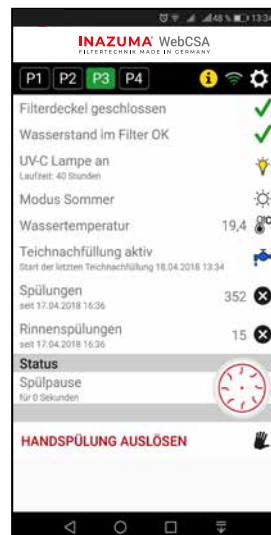 48% 13:34
INAZUMA WebCSA
FILTERTECHNIK MADE IN GERMANY
P1 P2 P3 P4
Filterdeckel geschlossen
Wasserstand im Filter OK
UV-C Lampe an
Laufzeit: 40 Stunden
Modus Sommer
Wassertemperatur 19,4 °C
Teichnachfüllung aktiv
Start der letzten Teichnachfüllung 18.04.2018 13:34
Spülungen 352
seit 17.04.2018 16:36
Rinnenspülungen 15
seit 17.04.2018 16:36
Status
Spülpause
für 0 Sekunden
HANDSPÜLUNG AUSLÖSEN